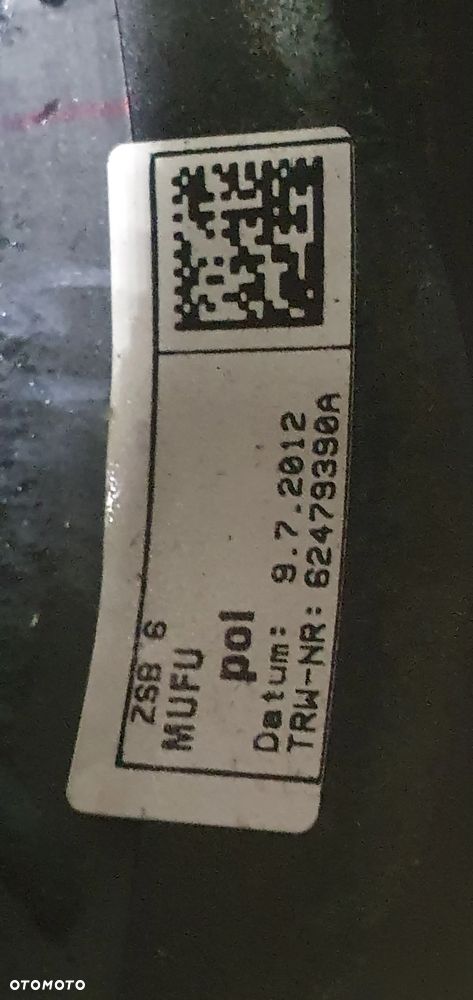 ZSB 6
MUFU
pol
Datum: 9.7.2012
TRW-NR: 62479390A
OTOMOTO